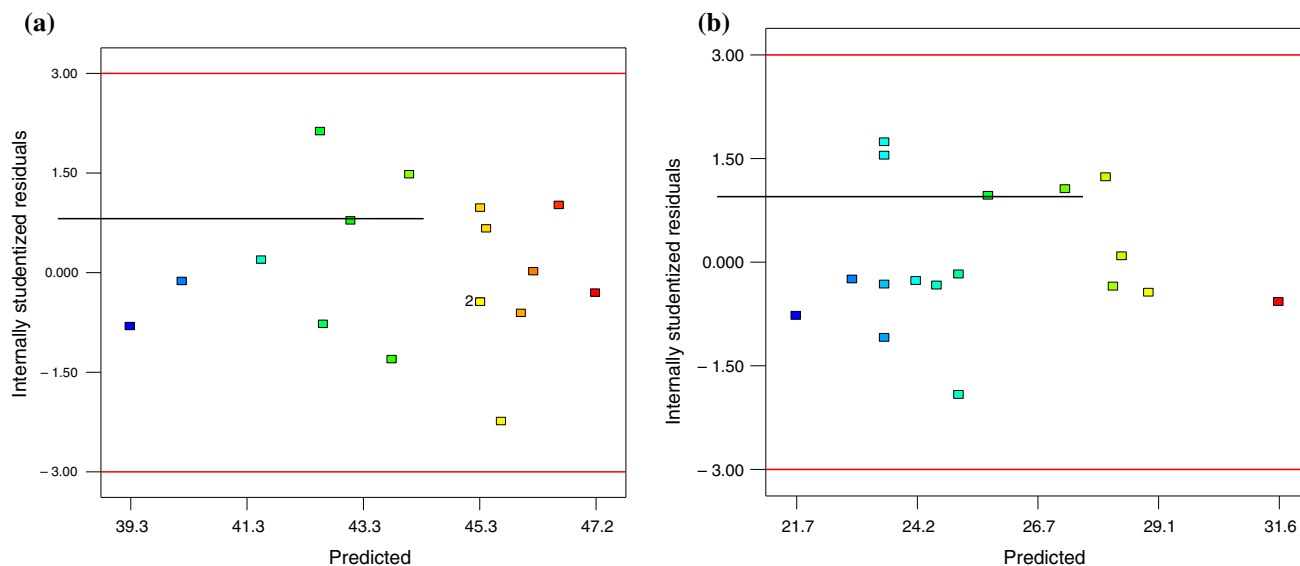 (a)
Internally studentized residuals
3.00
1.50
0.000
– 1.50
– 3.00
2
39.3 41.3 43.3 45.3 47.2
Predicted
(b)
Internally studentized residuals
3.00
1.50
0.000
– 1.50
– 3.00
21.7 24.2 26.7 29.1 31.6
Predicted